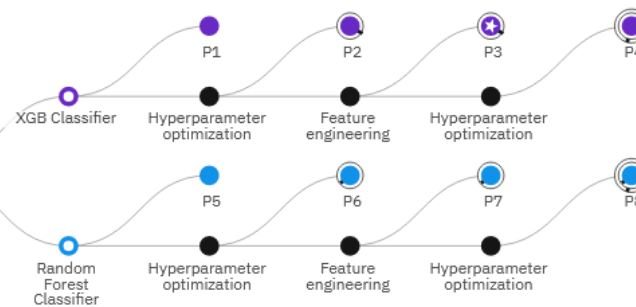 P1
P2
P3
XGB Classifier
Hyperparameter
optimization
Feature
engineering
Hyperparameter
optimization
P5
P6
P7
Random
Forest
Classifier
Hyperparameter
optimization
Feature
engineering
Hyperparameter
optimization